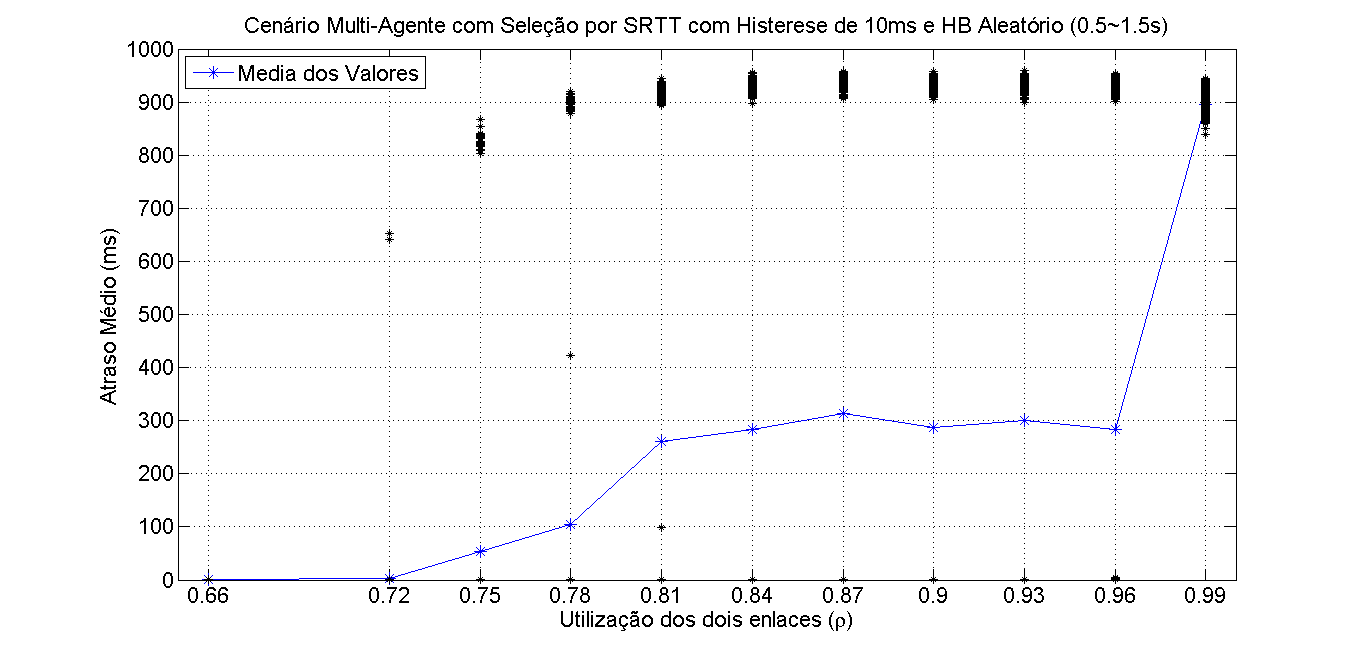 Cenário Multi-Agente com Seleção por SRTT com Histerese de 10ms e HB Aleatório (0.5~1.5s)
Media dos Valores
Atraso Médio (ms)
1000
900
800
700
600
500
400
300
200
100
0
0.66 0.72 0.75 0.78 0.81 0.84 0.87 0.9 0.93 0.96 0.99
Utilização dos dois enlaces (ρ)